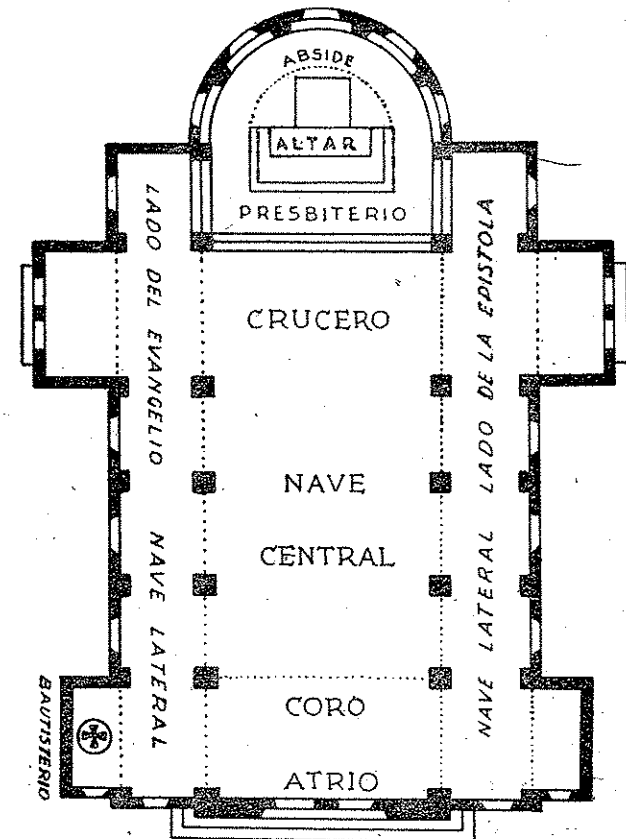 ABSIDE
ALTAR
PRESBITERIO
LADO DEL EVANGELIO NAVE LATERAL
CRUCERO
NAVE
CENTRAL
NAVE LATERAL LADO DE LA EPISTOLA
CORO
ATRIO
BAUTISTERIO